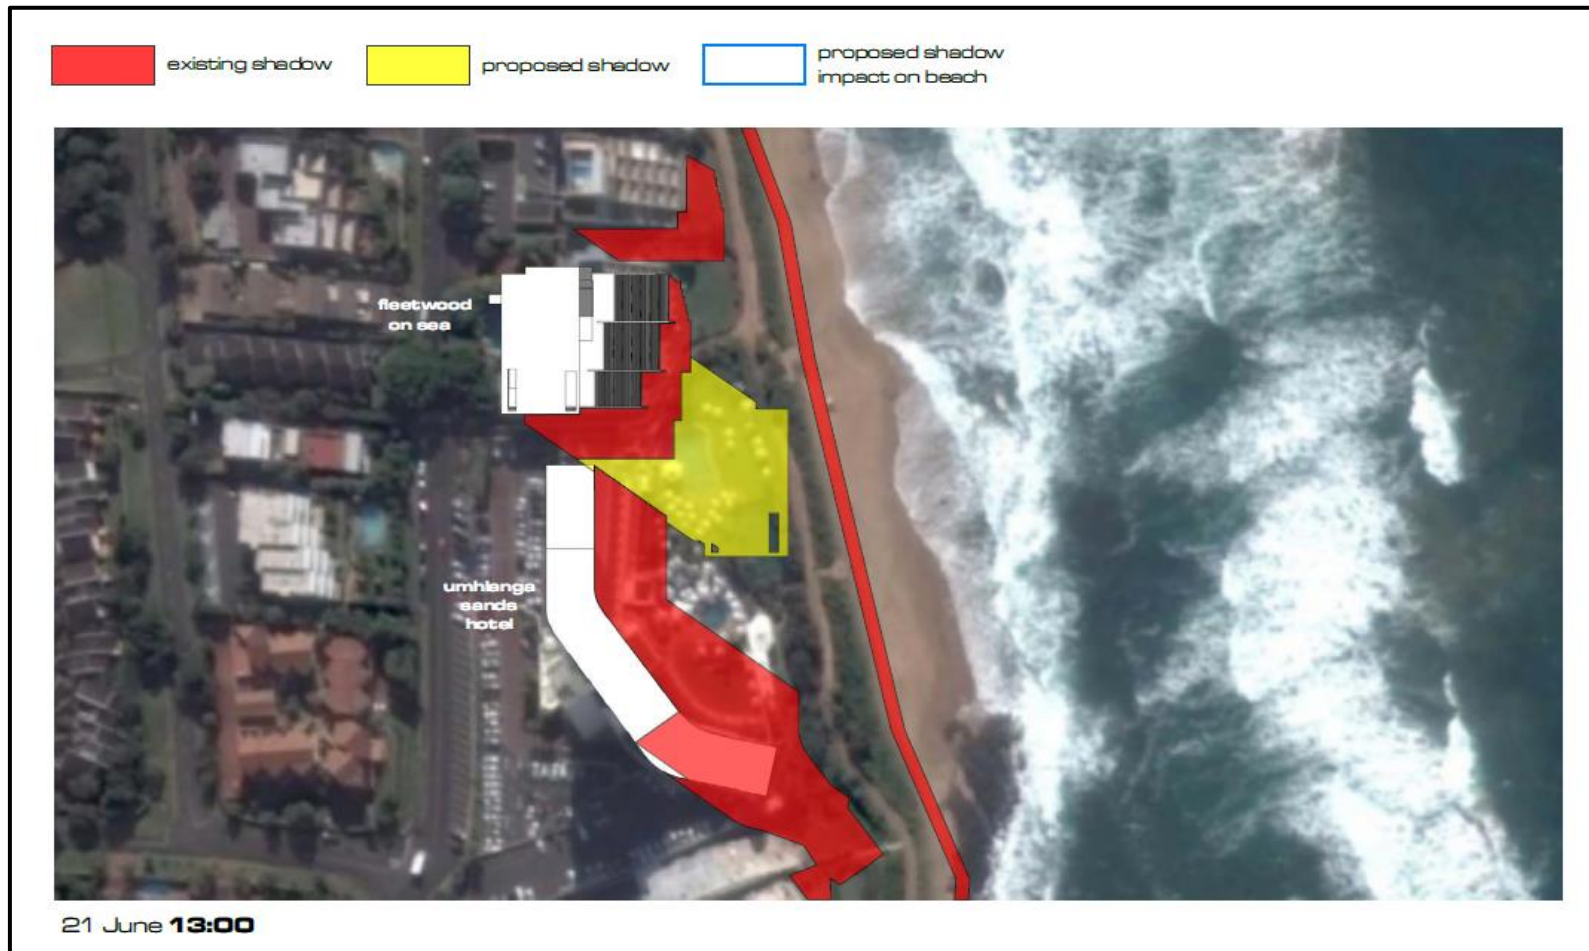 existing shadow
proposed shadow
proposed shadow
impact on beach
fleetwood
on sea
umhlanga
sands
hotel
21 June 13:00